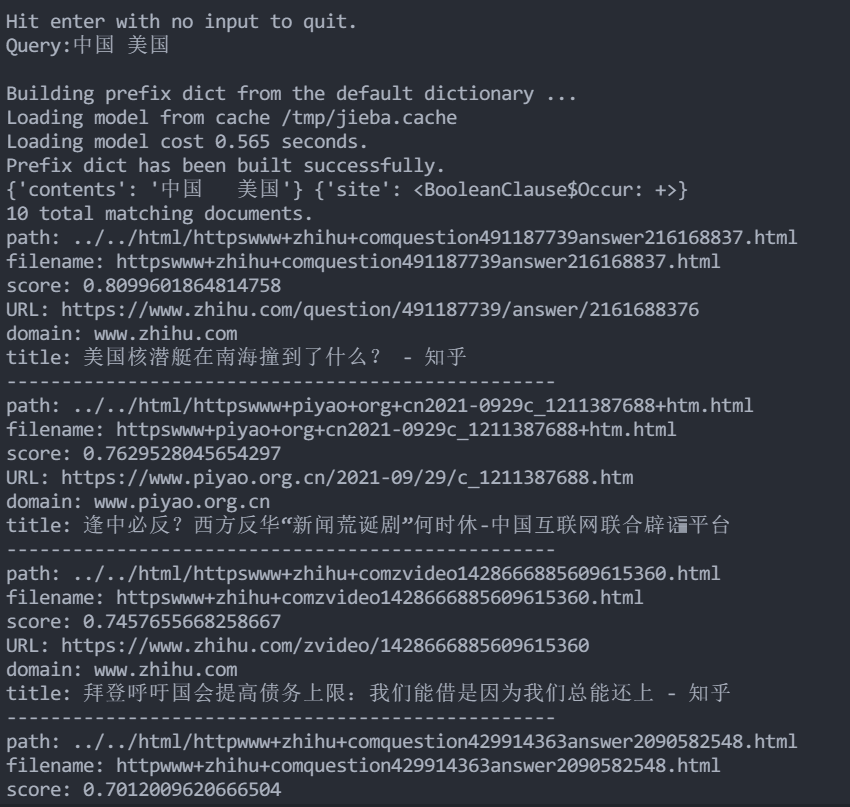 Hit enter with no input to quit.
Query:中国 美国
Building prefix dict from the default dictionary ...
Loading model from cache /tmp/jieba.cache
Loading model cost 0.565 seconds.
Prefix dict has been built successfully.
{'contents': '中国   美国'} {'site': <BooleanClause$Occur: +>}
10 total matching documents.
path: ../../html/httpswww+zhihu+comquestion491187739answer216168837.html
filename: httpswww+zhihu+comquestion491187739answer216168837.html
score: 0.8099601864814758
URL: https://www.zhihu.com/question/491187739/answer/2161688376
domain: www.zhihu.com
title: 美国核潜艇在南海撞到了什么? - 知乎
---------------------------------------------------
path: ../../html/httpswww+piyao+org+cn2021-0929c_1211387688+htm.html
filename: httpswww+piyao+org+cn2021-0929c_1211387688+htm.html
score: 0.7629528045654297
URL: https://www.piyao.org.cn/2021-09/29/c_1211387688.htm
domain: www.piyao.org.cn
title: 逢中必反?西方反华“新闻荒诞剧”何时休-中国互联网联合辟谣平台
---------------------------------------------------
path: ../../html/httpswww+zhihu+comzvideo1428666885609615360.html
filename: httpswww+zhihu+comzvideo1428666885609615360.html
score: 0.7457655668258667
URL: https://www.zhihu.com/zvideo/1428666885609615360
domain: www.zhihu.com
title: 拜登呼吁国会提高债务上限:我们能借是因为我们总能还上 - 知乎
---------------------------------------------------
path: ../../html/httpwww+zhihu+comquestion429914363answer2090582548.html
filename: httpwww+zhihu+comquestion429914363answer2090582548.html
score: 0.7012009620666504